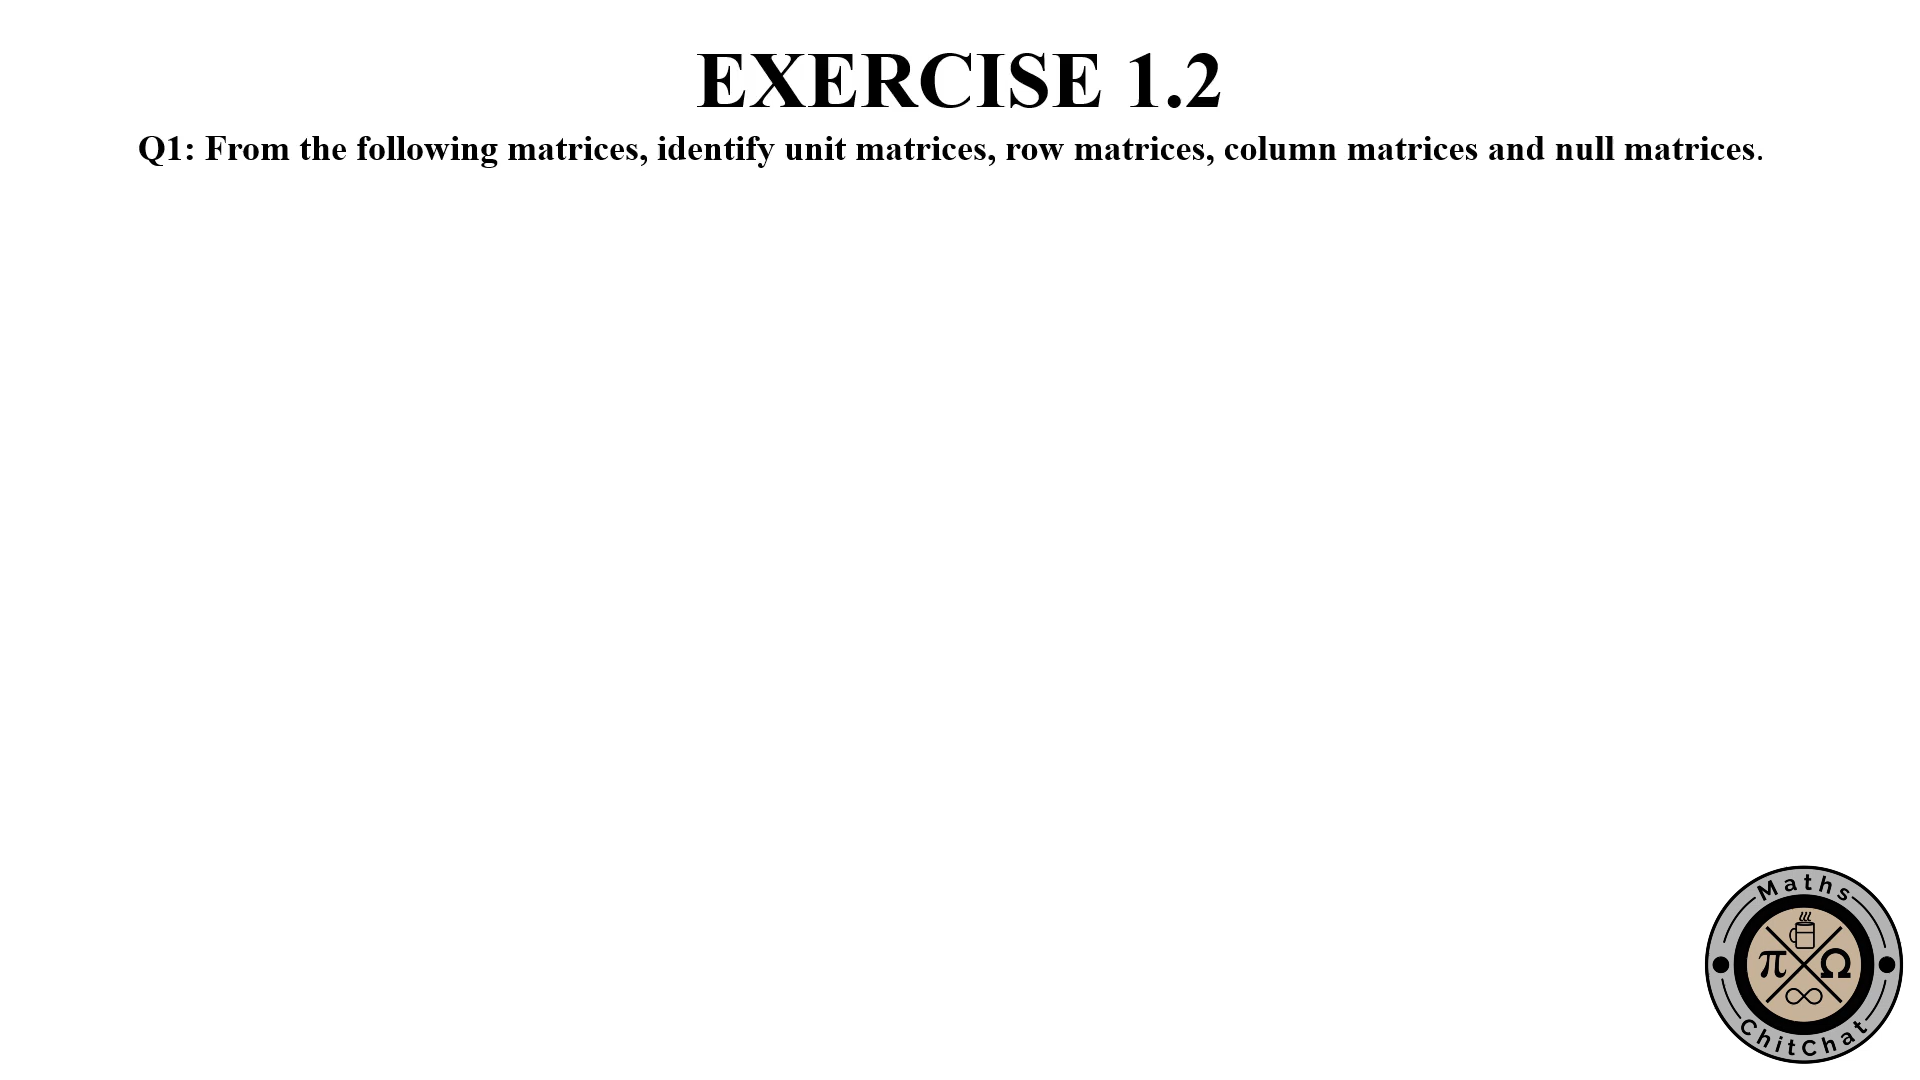 EXERCISE 1.2
Q1: From the following matrices, identify unit matrices, row matrices, column matrices and null matrices.
Maths
π Ω
∞
ChitChat